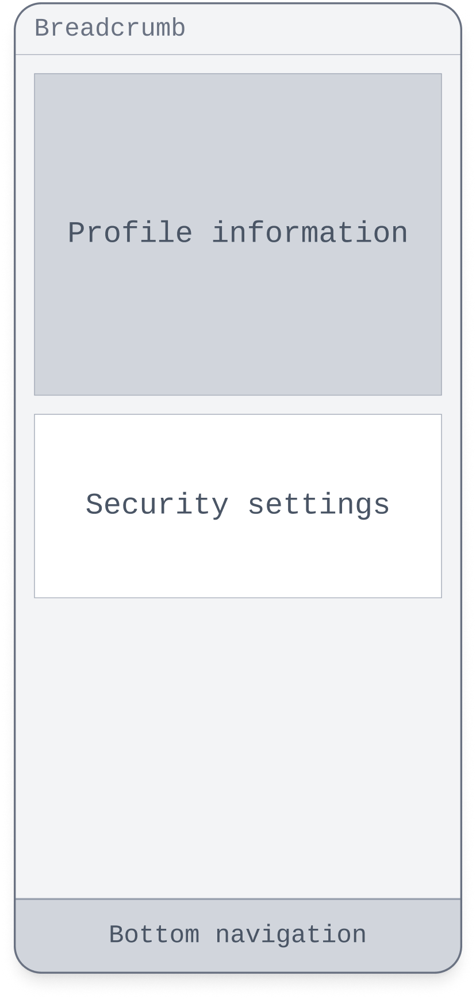 Breadcrumb
Profile information
Security settings
Bottom navigation